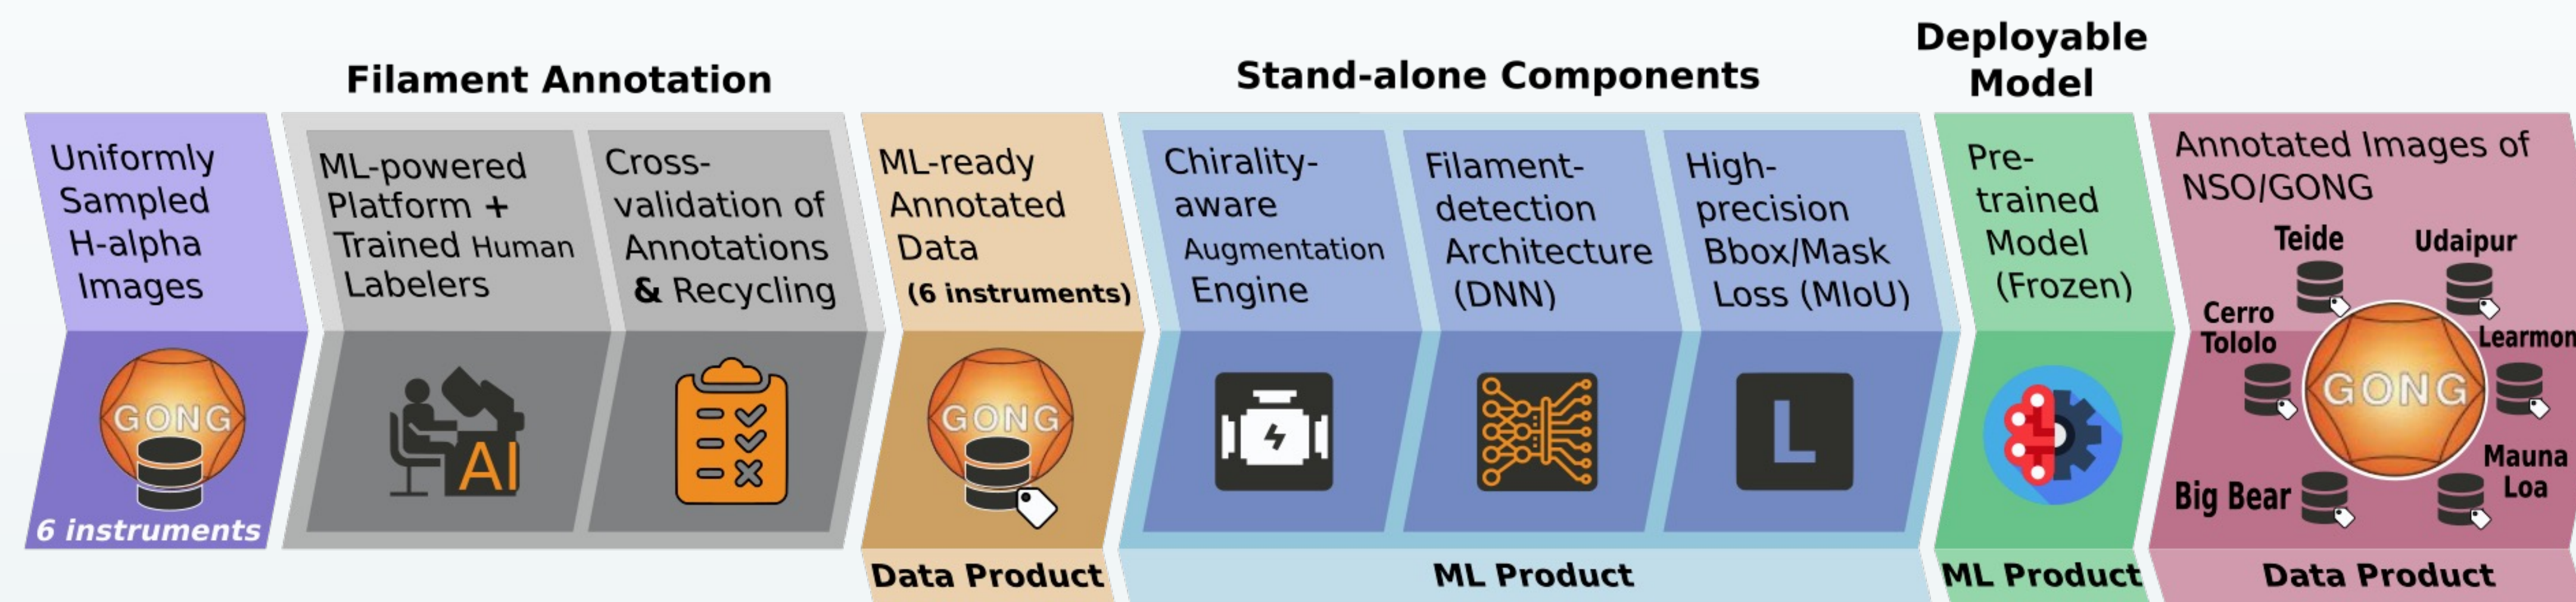 Filament Annotation
Stand-alone Components
Deployable
Model
Uniformly
Sampled
H-alpha
Images
GONG
6 instruments
ML-powered
Platform +
Trained Human
Labelers
AI
Cross-
validation of
Annotations
& Recycling
ML-ready
Annotated
Data
(6 instruments)
GONG
Data Product
Chirality-
aware
Augmentation
Engine
Filament-
detection
Architecture
(DNN)
High-
precision
Bbox/Mask
Loss (MIoU)
L
ML Product
Pre-
trained
Model
(Frozen)
ML Product
Annotated Images of
NSO/GONG
Teide
Udaipur
Cerro
Tololo
Learmon
GONG
Big Bear
Mauna
Loa
Data Product